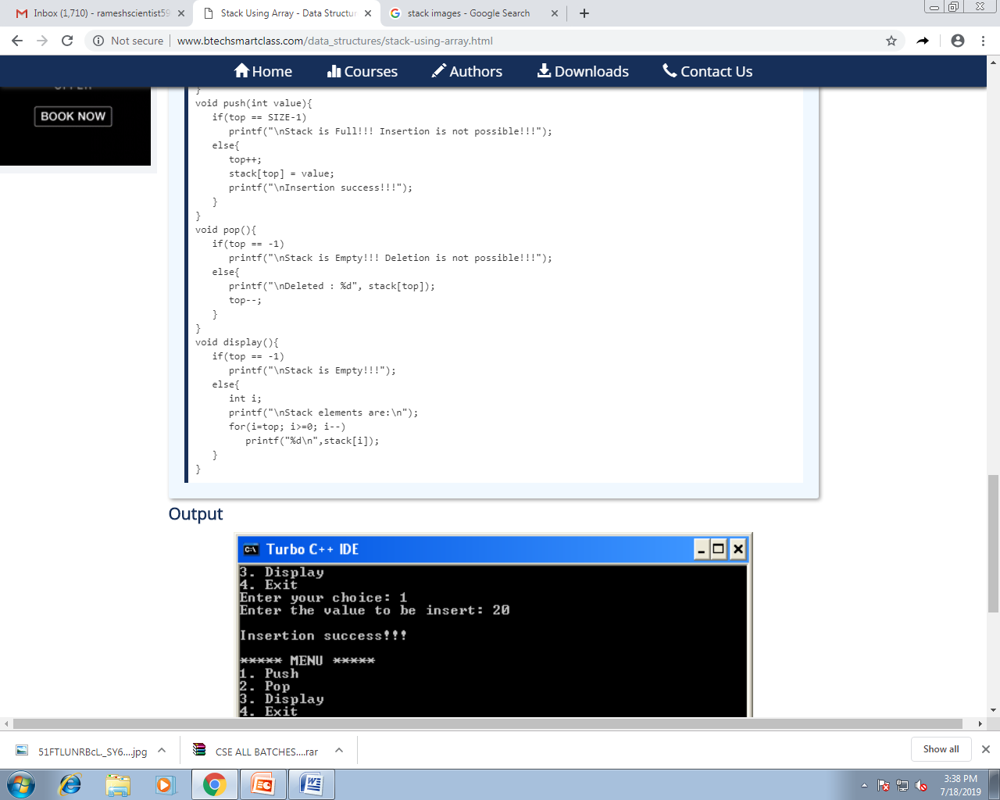 Inbox (1,710) - rameshscientist59
Stack Using Array - Data Structur
stack images - Google Search
Not secure
www.btechsmartclass.com/data_structures/stack-using-array.html
Home
Courses
Authors
Downloads
Contact Us
OFFER
BOOK NOW
}
void push(int value){
   if(top == SIZE-1)
      printf("\nStack is Full!!! Insertion is not possible!!!");
   else{
      top++;
      stack[top] = value;
      printf("\nInsertion success!!!");
   }
}
void pop(){
   if(top == -1)
      printf("\nStack is Empty!!! Deletion is not possible!!!");
   else{
      printf("\nDeleted : %d", stack[top]);
      top--;
   }
}
void display(){
   if(top == -1)
      printf("\nStack is Empty!!!");
   else{
      int i;
      printf("\nStack elements are:\n");
      for(i=top; i>=0; i--)
         printf("%d\n",stack[i]);
   }
}
Output
C:\ Turbo C++ IDE
3. Display
4. Exit
Enter your choice: 1
Enter the value to be insert: 20
Insertion success!!!
***** MENU *****
1. Push
2. Pop
3. Display
4. Exit
51FTLUNRBcL._SY6....jpg
CSE ALL BATCHES....rar
Show all
3:38 PM
7/18/2019